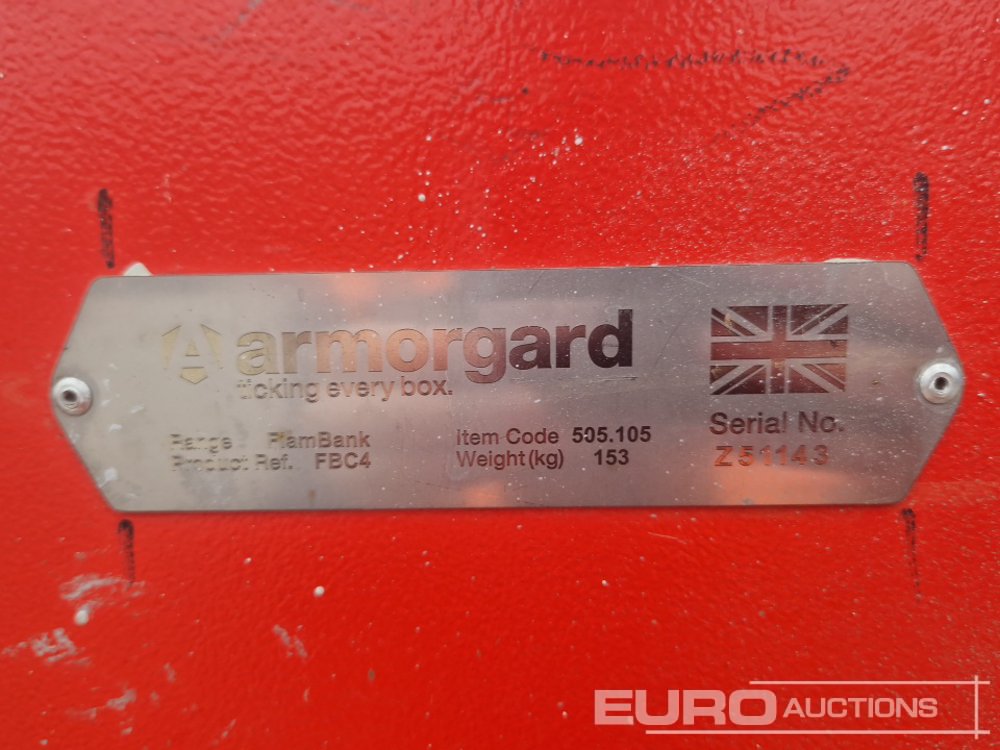 armorgard
ticking every box.
Range FlamBank
Product Ref. FBC4
Item Code 505.105
Weight(kg) 153
Serial No.
Z51143
EURO AUCTIONS